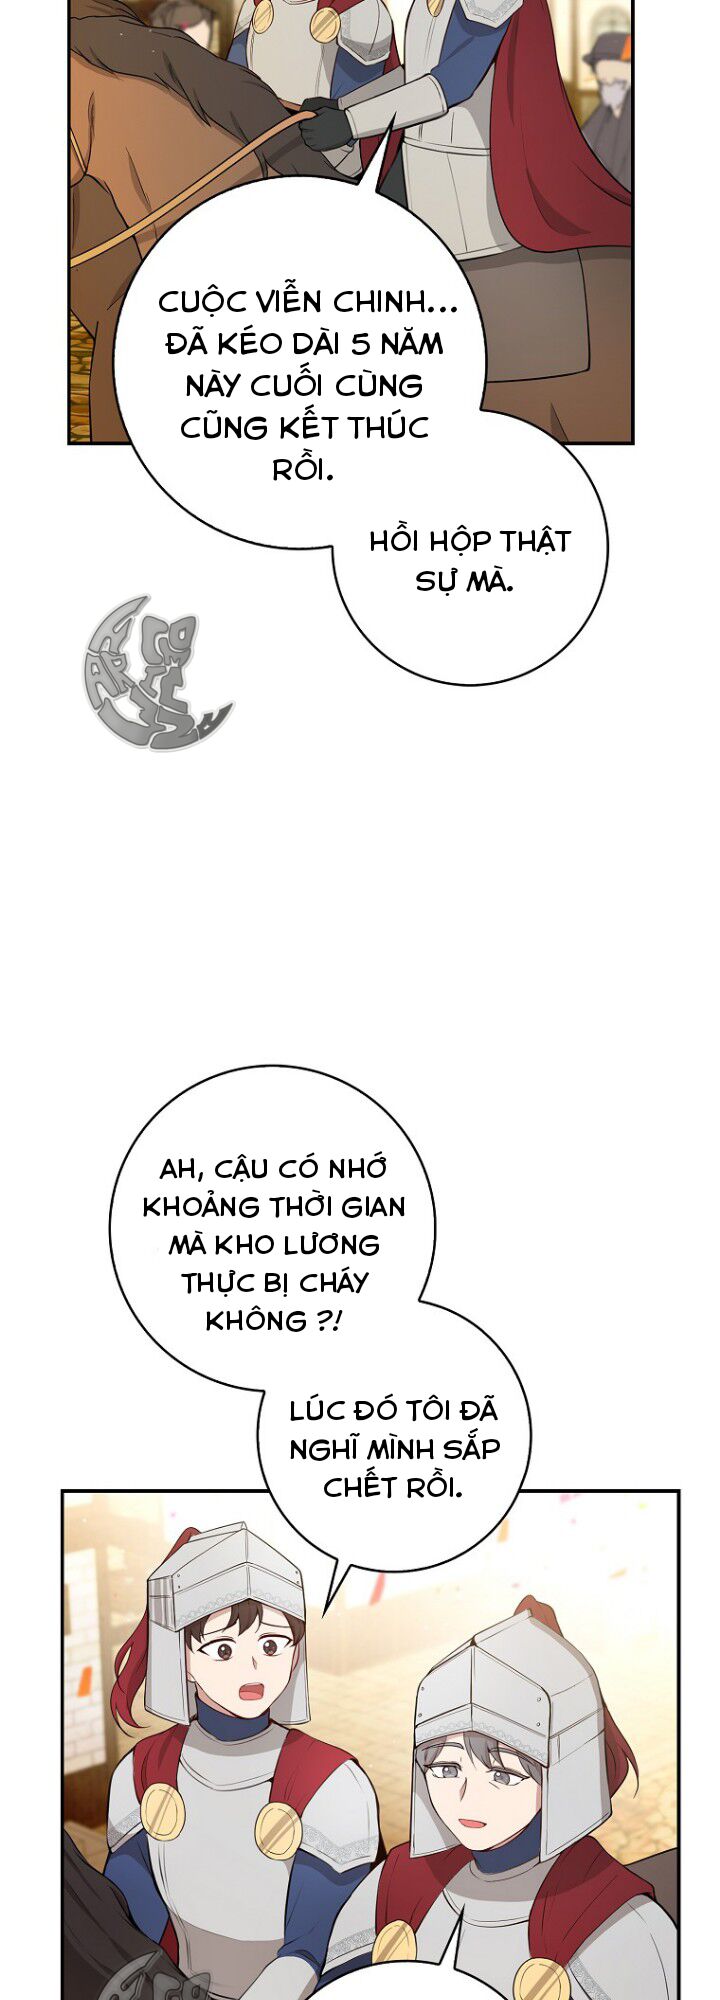 CUỘC VIỄN CHINH...
ĐÃ KÉO DÀI 5 NĂM
NÀY CUỐI CÙNG
CŨNG KẾT THÚC
RỒI.
HỒI HỘP THẬT
SỰ MÀ.
AH, CẬU CÓ NHỚ
KHOẢNG THỜI GIAN
MÀ KHO LƯƠNG
THỰC BỊ CHÁY
KHÔNG ?!
LÚC ĐÓ TÔI ĐÃ
NGHĨ MÌNH SẮP
CHẾT RỒI.